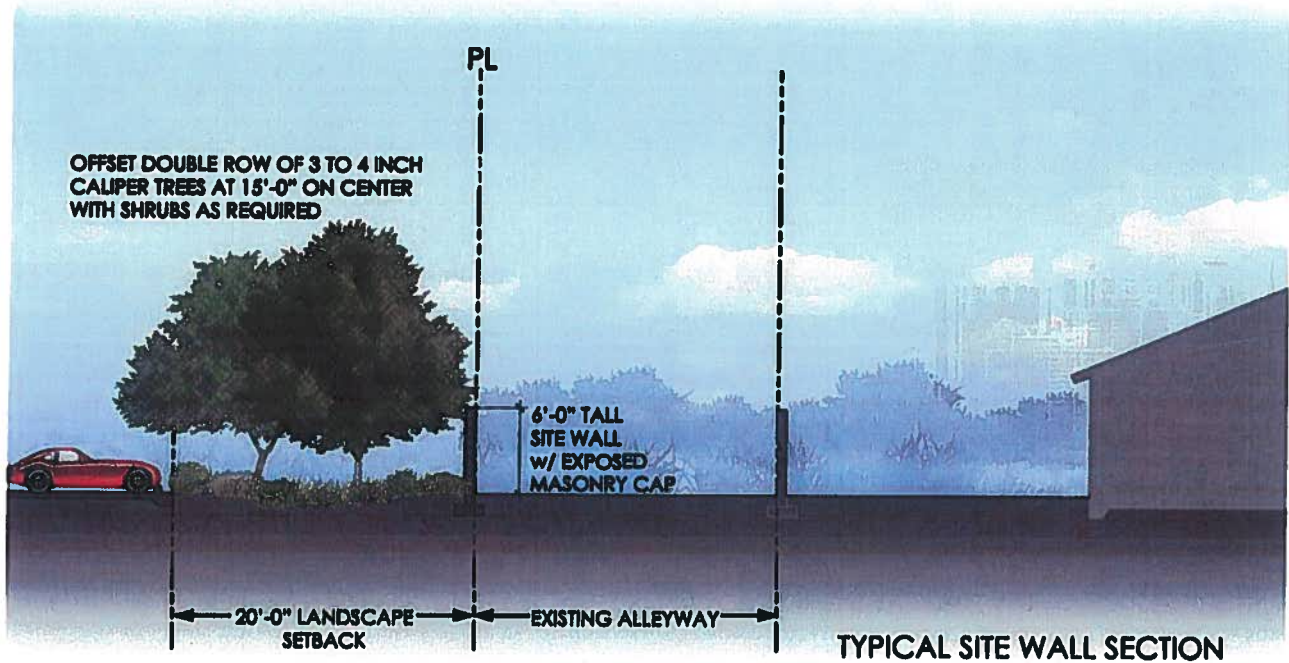 PL
OFFSET DOUBLE ROW OF 3 TO 4 INCH
CALIPER TREES AT 15'-0" ON CENTER
WITH SHRUBS AS REQUIRED
6'-0" TALL
SITE WALL
w/ EXPOSED
MASONRY CAP
20'-0" LANDSCAPE
SETBACK
EXISTING ALLEYWAY
TYPICAL SITE WALL SECTION